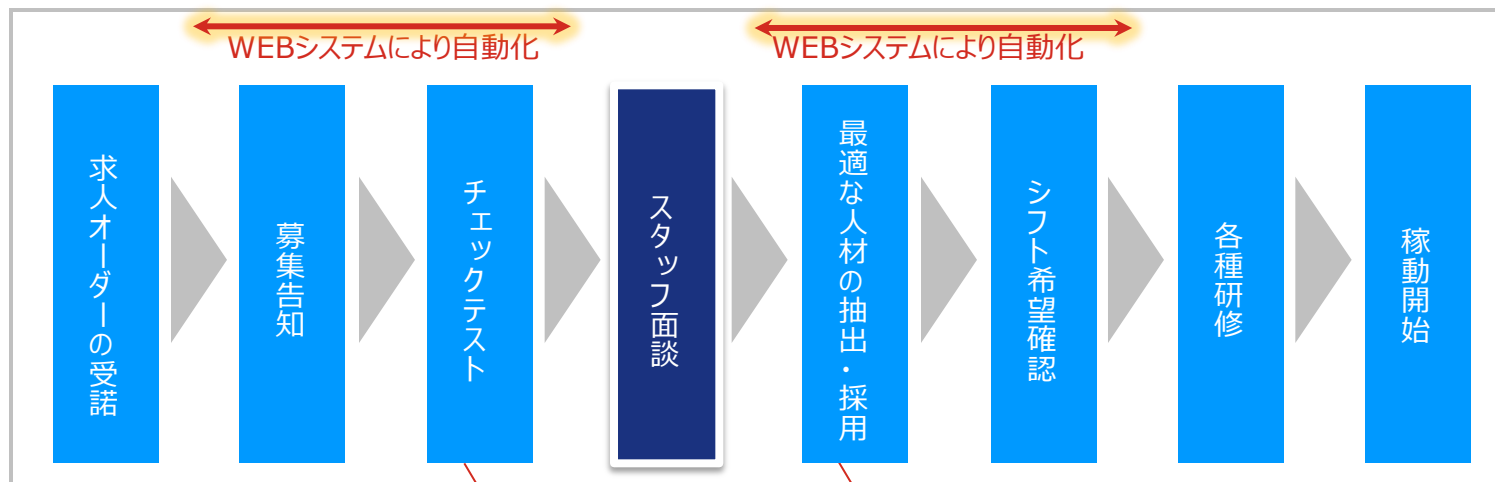 WEBシステムにより自動化
WEBシステムにより自動化
求人オーダーの受諾
募集告知
チェックテスト
スタッフ面談
最適な人材の抽出・採用
シフト希望確認
各種研修
稼動開始